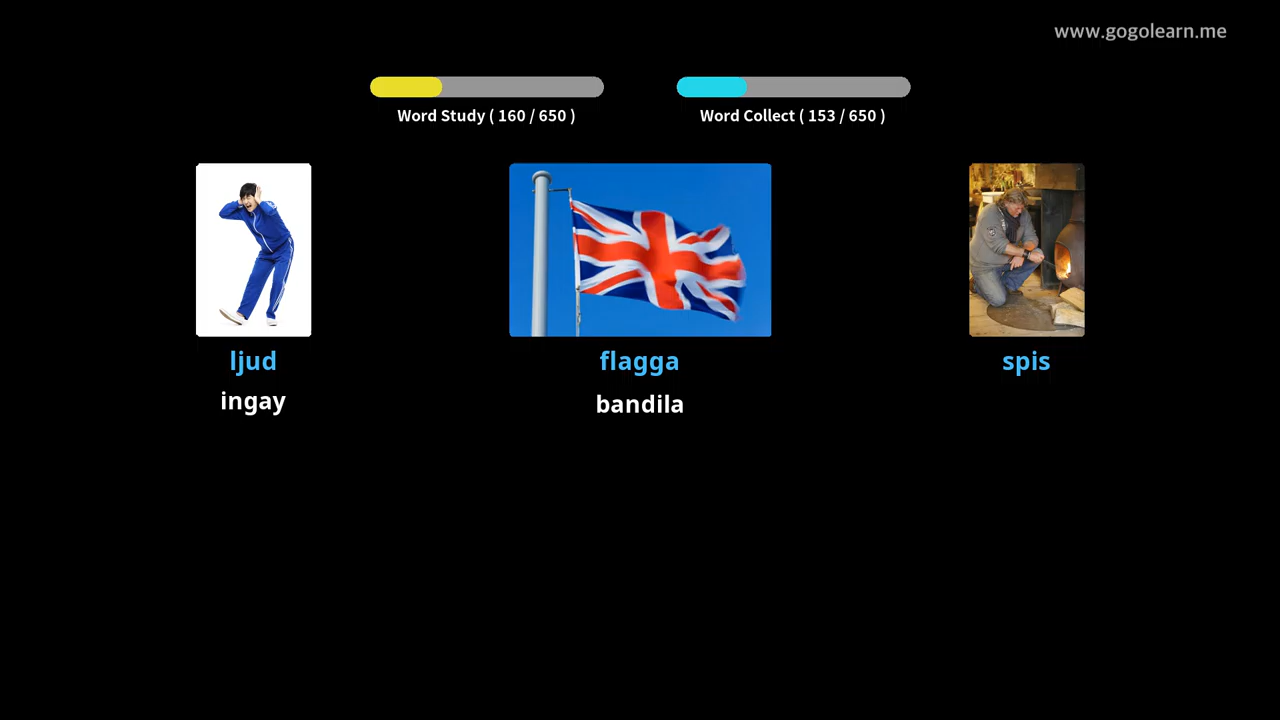 www.gogolearn.me
Word Study ( 160 / 650 )
Word Collect ( 153 / 650 )
ljud
flagga
spis
ingay
bandila